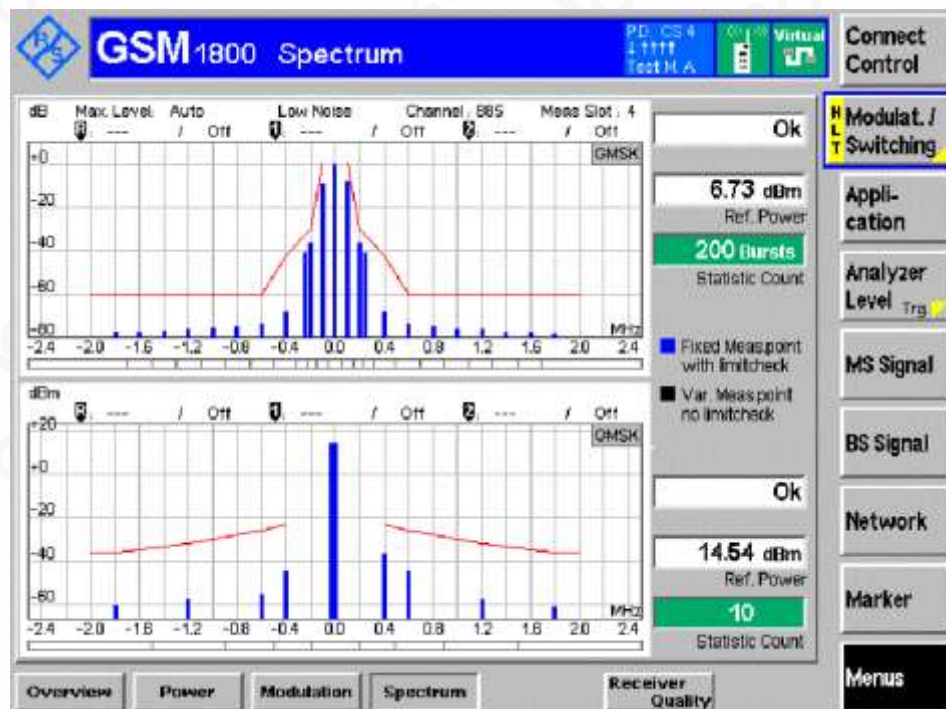 R S
GSM 1800 Spectrum
PD: CS 4
Test M. A
Virtual
Connect Control
dB Max. Level: Auto Low Noise Channel: 885 Meas Slot: 4
--- / Off 1: --- / Off 2: --- / Off
GMSK
+0
-20
-40
-60
-80
MHz
-2.4 -2.0 -1.6 -1.2 -0.8 -0.4 0.0 0.4 0.8 1.2 1.6 2.0 2.4
Ok
6.73 dBm
Ref. Power
200 Bursts
Statistic Count
Fixed Meas.point
with limitcheck
Var. Meas.point
no limitcheck
dBm
--- / Off 1: --- / Off 2: --- / Off
GMSK
+20
+0
-20
-40
-60
MHz
-2.4 -2.0 -1.6 -1.2 -0.8 -0.4 0.0 0.4 0.8 1.2 1.6 2.0 2.4
Ok
14.54 dBm
Ref. Power
10
Statistic Count
H
L
T
Modulat. /
Switching
Appli-
cation
Analyzer
Level Trg
MS Signal
BS Signal
Network
Marker
Menus
Overview Power Modulation Spectrum Receiver
Quality